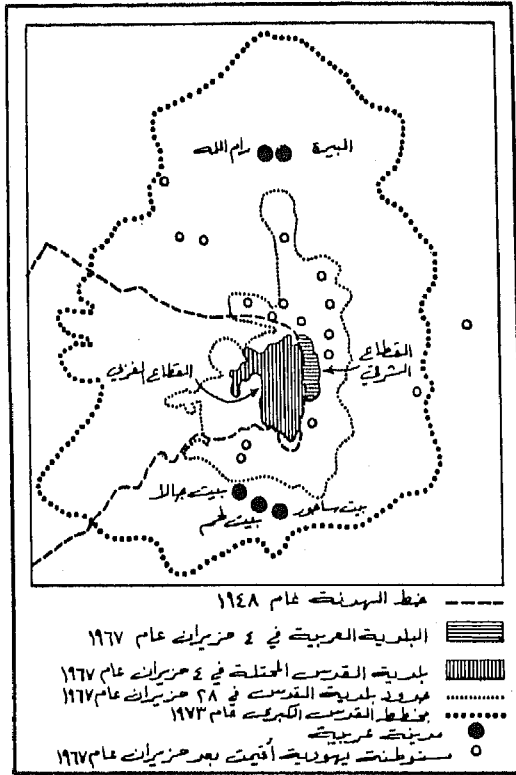 البيرة
رام الله
القطاع
الشرقي
القطاع الغربي
بيت جالا
بيت لحم
بيت ساحور
خط الهدنة عام ١٩٤٨
البلدية العربية في ٤ حزيران عام ١٩٦٧
بلدية القدس المحتلة في ٤ حزيران عام ١٩٦٧
حدود بلدية القدس في ٢٨ حزيران عام ١٩٦٧
مخطط القدس الكبرى عام ١٩٧٣
مدينة عربية
مستوطنة يهودية أقيمت بعد حزيران عام ١٩٦٧